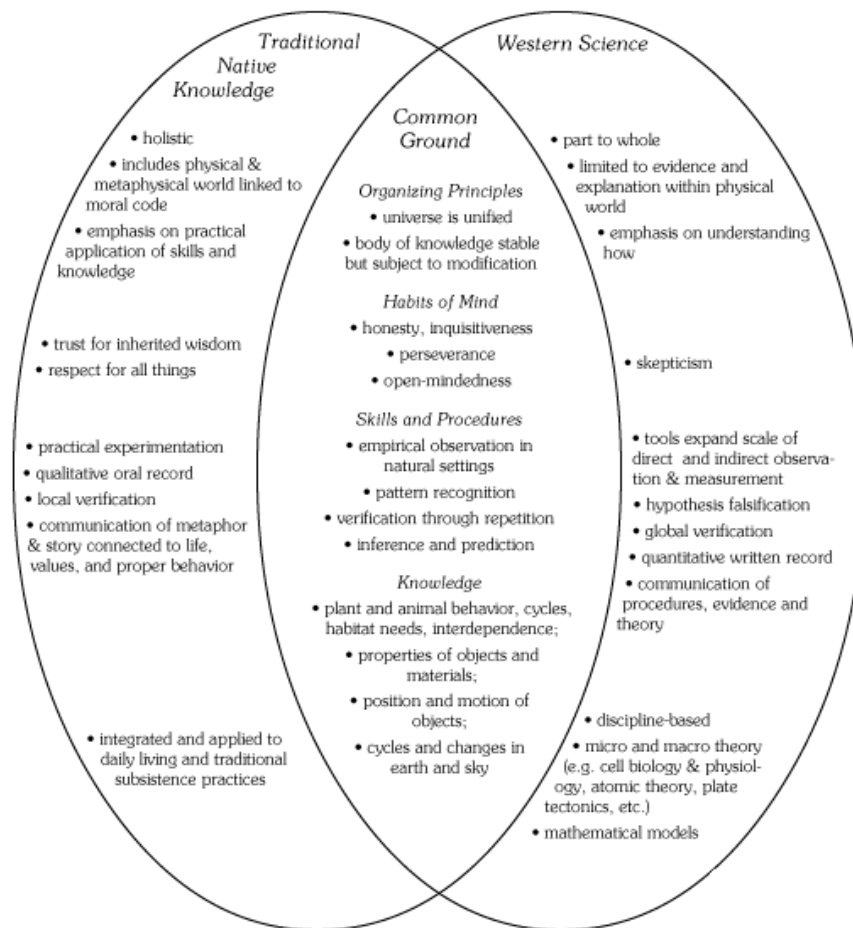 Traditional
Native
Knowledge
• holistic
• includes physical &
metaphysical world linked to
moral code
• emphasis on practical
application of skills and
knowledge
• trust for inherited wisdom
• respect for all things
• practical experimentation
• qualitative oral record
• local verification
• communication of metaphor
& story connected to life,
values, and proper behavior
• integrated and applied to
daily living and traditional
subsistence practices
Common
Ground
Organizing Principles
• universe is unified
• body of knowledge stable
but subject to modification
Habits of Mind
• honesty, inquisitiveness
• perseverance
• open-mindedness
Skills and Procedures
• empirical observation in
natural settings
• pattern recognition
• verification through repetition
• inference and prediction
Knowledge
• plant and animal behavior, cycles,
habitat needs, interdependence;
• properties of objects and
materials;
• position and motion of
objects;
• cycles and changes in
earth and sky
Western Science
• part to whole
• limited to evidence and
explanation within physical
world
• emphasis on understanding
how
• skepticism
• tools expand scale of
direct and indirect observa-
tion & measurement
• hypothesis falsification
• global verification
• quantitative written record
• communication of
procedures, evidence and
theory
• discipline-based
• micro and macro theory
(e.g. cell biology & physiol-
ogy, atomic theory, plate
tectonics, etc.)
• mathematical models